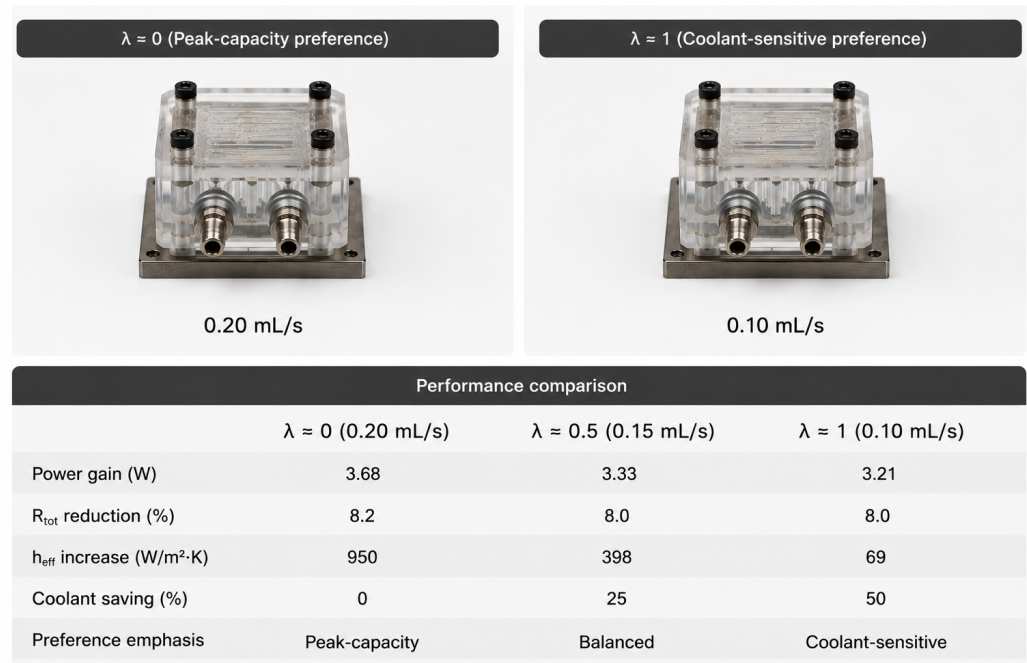 λ = 0 (Peak-capacity preference)
λ = 1 (Coolant-sensitive preference)
0.20 mL/s
0.10 mL/s
Performance comparison
λ ≈ 0 (0.20 mL/s) λ ≈ 0.5 (0.15 mL/s) λ ≈ 1 (0.10 mL/s)
Power gain (W) 3.68 3.33 3.21
Rtot reduction (%) 8.2 8.0 8.0
heff increase (W/m²·K) 950 398 69
Coolant saving (%) 0 25 50
Preference emphasis Peak-capacity Balanced Coolant-sensitive